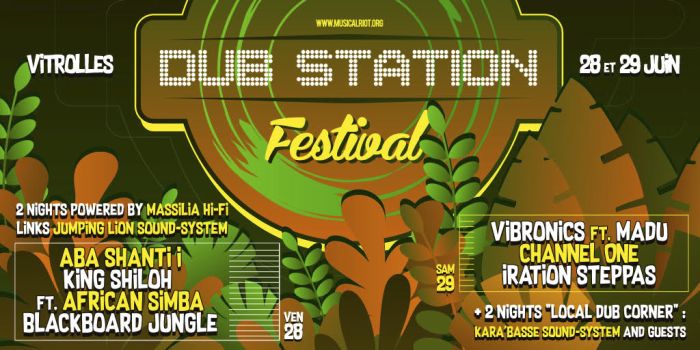 WWW.MUSICALRIOT.ORG
ViTROLLES
DUB STATION
28 ET 29 JUiN
Festival
2 NiGHTS POWERED BY MASSiLiA Hi-Fi
LiNKS JUMPiNG LiON SOUND-SYSTEM
ABA SHANTi i
KiNG SHiLOH
FT. AFRiCAN SiMBA
BLACKBOARD JUNGLE
VEN
28
SAM
29
ViBRONiCS FT. MADU
CHANNEL ONE
iRATiON STEPPAS
+ 2 NiGHTS "LOCAL DUB CORNER" :
KARA'BASSE SOUND-SYSTEM AND GUESTS